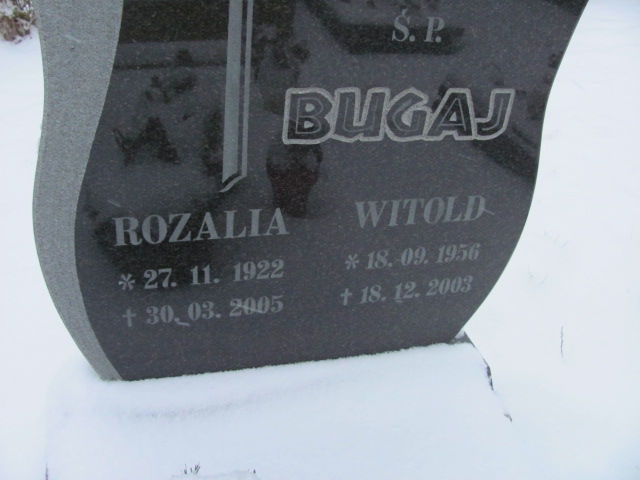 Ś. P.
BUGAJ
ROZALIA
* 27. 11. 1922
† 30. 03. 2005
WITOLD
* 18. 09. 1956
† 18. 12. 2003